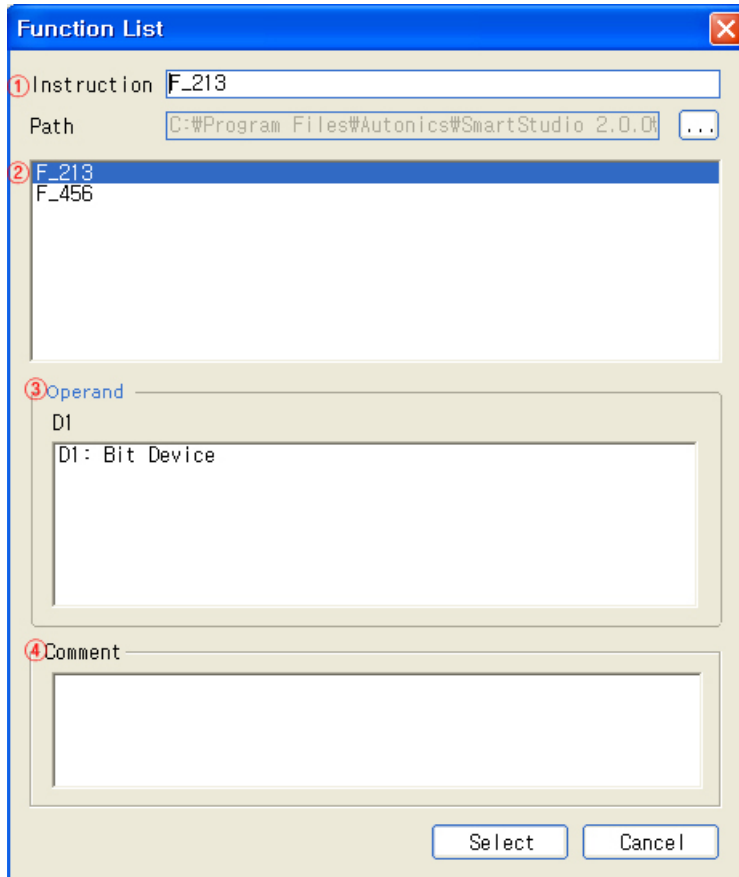 Function List
①Instruction F_213
Path C:₩Program Files₩Autonics₩SmartStudio 2.0.0 ...
②F_213
F_456
③Operand
D1
D1: Bit Device
④Comment
Select Cancel